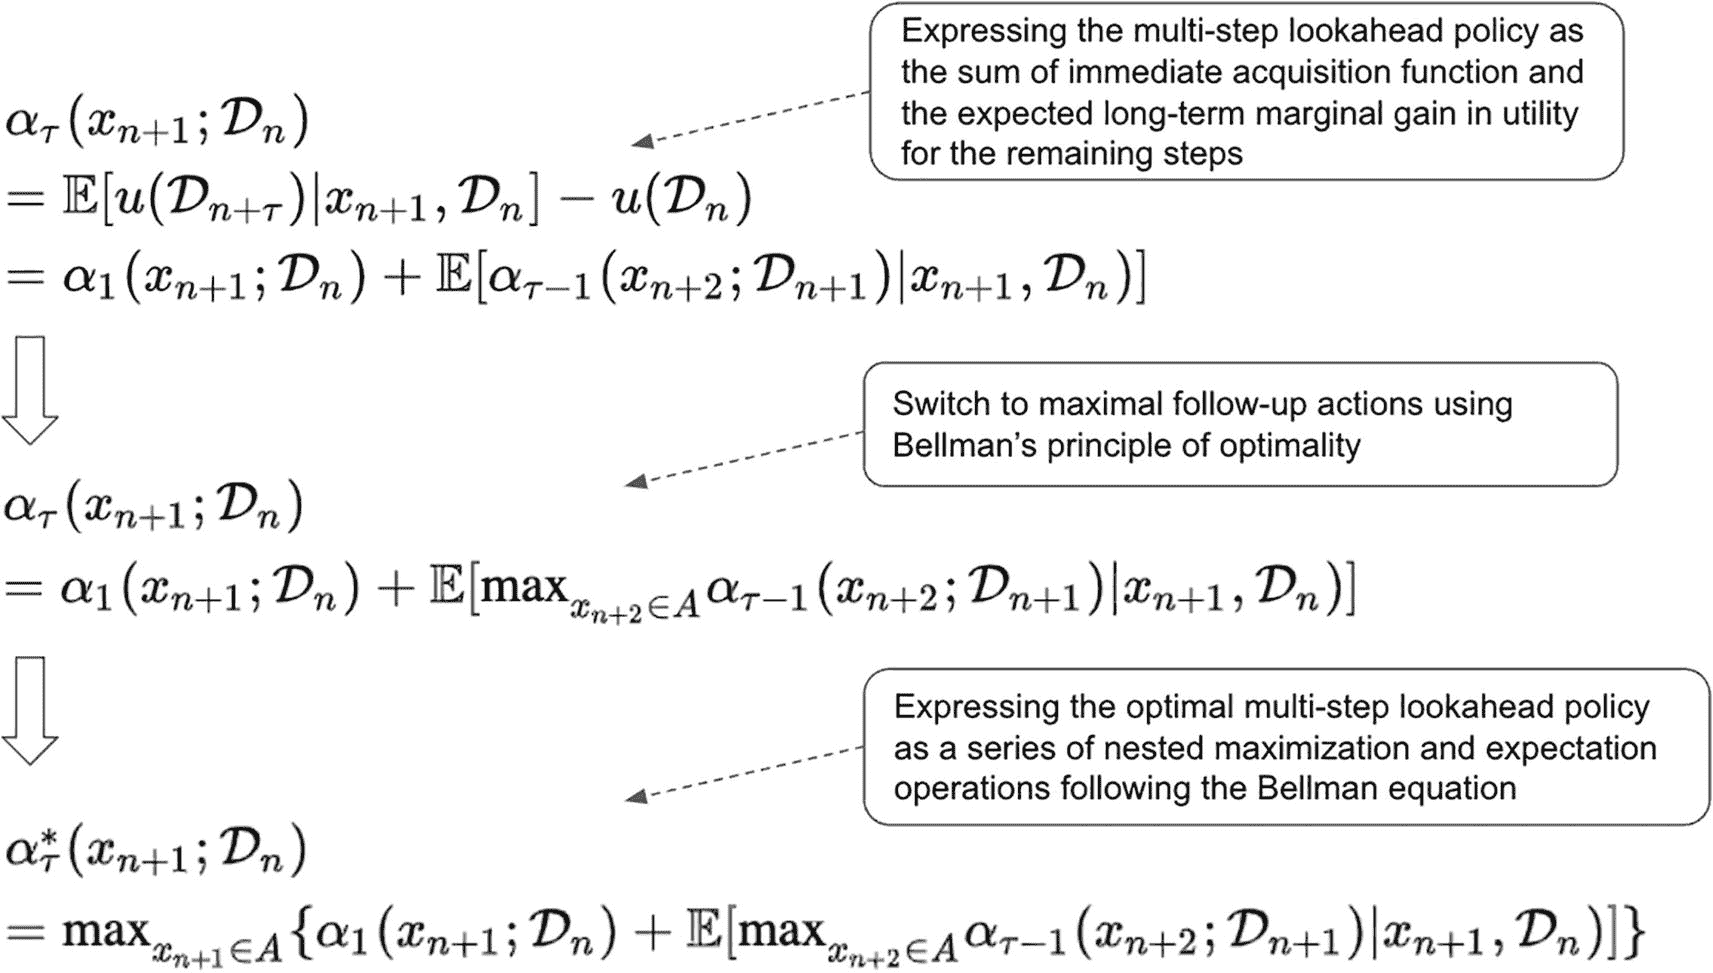 Expressing the multi-step lookahead policy as
the sum of immediate acquisition function and
the expected long-term marginal gain in utility
for the remaining steps
α_τ(x_{n+1}; 𝒟_n)
= 𝔼[u(𝒟_{n+τ})|x_{n+1}, 𝒟_n] − u(𝒟_n)
= α_1(x_{n+1}; 𝒟_n) + 𝔼[α_{τ−1}(x_{n+2}; 𝒟_{n+1})|x_{n+1}, 𝒟_n)]
Switch to maximal follow-up actions using
Bellman’s principle of optimality
α_τ(x_{n+1}; 𝒟_n)
= α_1(x_{n+1}; 𝒟_n) + 𝔼[max_{x_{n+2}∈A} α_{τ−1}(x_{n+2}; 𝒟_{n+1})|x_{n+1}, 𝒟_n)]
Expressing the optimal multi-step lookahead policy
as a series of nested maximization and expectation
operations following the Bellman equation
α*_τ(x_{n+1}; 𝒟_n)
= max_{x_{n+1}∈A}{α_1(x_{n+1}; 𝒟_n) + 𝔼[max_{x_{n+2}∈A} α_{τ−1}(x_{n+2}; 𝒟_{n+1})|x_{n+1}, 𝒟_n)]}